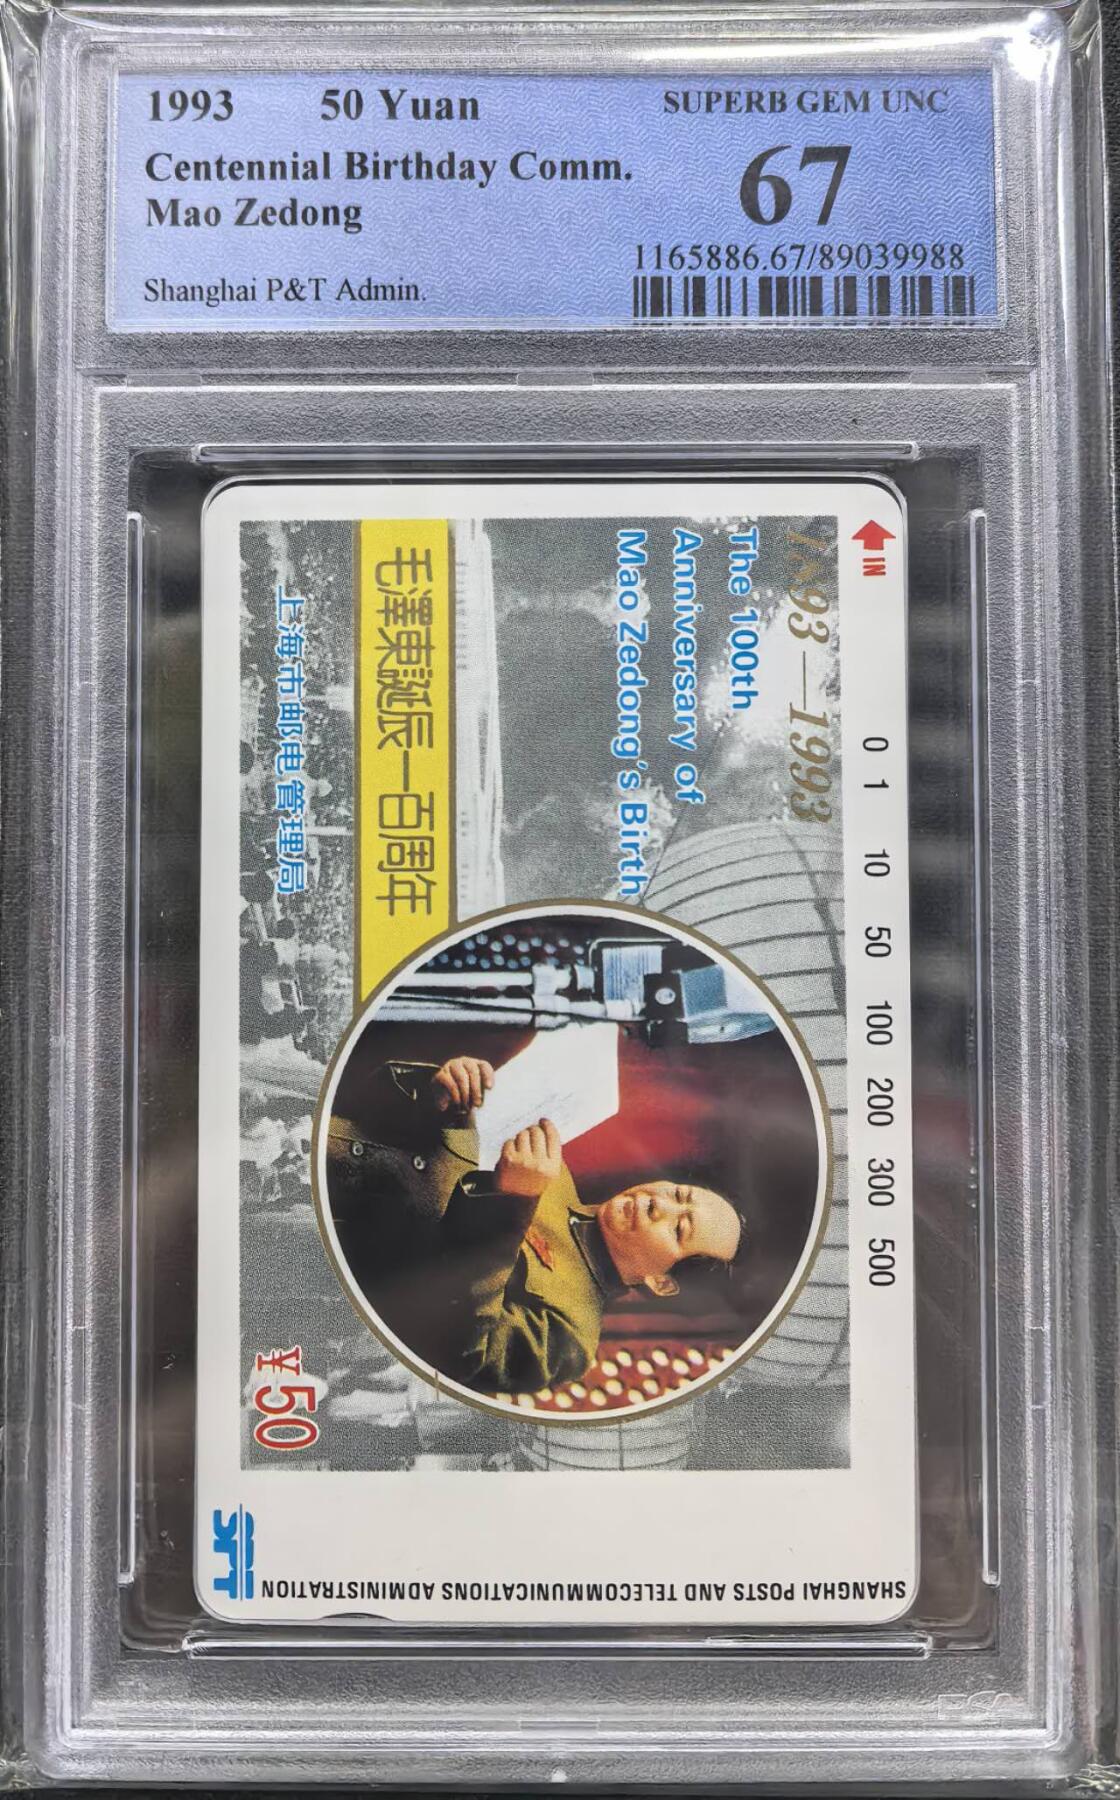 1993 50 Yuan
Centennial Birthday Comm.
Mao Zedong
Shanghai P&T Admin.
SUPERB GEM UNC
67
1165886.67/89039988
IN
0 1 10 50 100 200 300 500
1893—1993
The 100th
Anniversary of
Mao Zedong's Birth
毛澤東誕辰一百周年
上海市邮电管理局
¥50
SPT
SHANGHAI POSTS AND TELECOMMUNICATIONS ADMINISTRATION